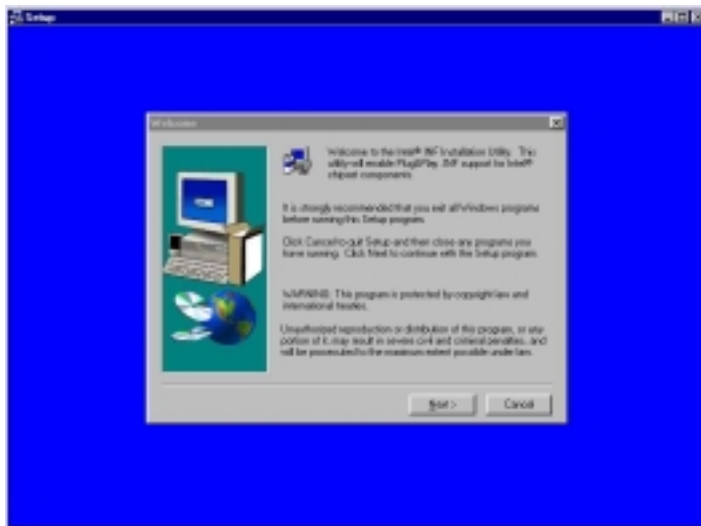 Setup
Welcome
Welcome to the Intel® INF Installation Utility. This
utility will enable Plug&Play INF support for Intel®
chipset components.
It is strongly recommended that you exit all Windows programs
before running this Setup program.
Click Cancel to quit Setup and then close any programs you
have running. Click Next to continue with the Setup program.
WARNING: This program is protected by copyright law and
international treaties.
Unauthorized reproduction or distribution of this program, or any
portion of it, may result in severe civil and criminal penalties, and
will be prosecuted to the maximum extent possible under law.
Next >
Cancel